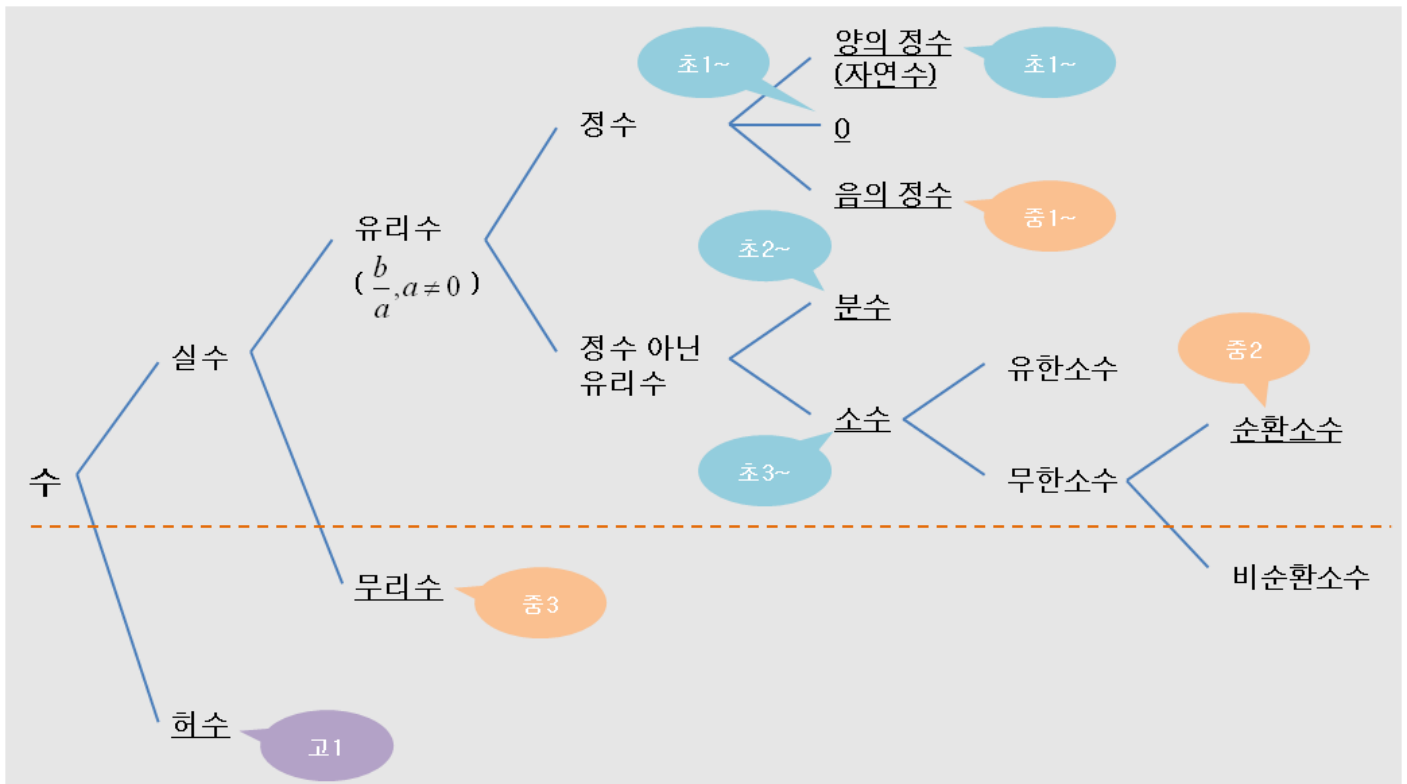 양의 정수
(자연수)
초1~
초1~
정수
0
음의 정수
중1~
유리수
( b/a , a ≠ 0 )
초2~
분수
정수 아닌
유리수
실수
유한소수
중2
소수
순환소수
초3~
수
무한소수
비순환소수
무리수
중3
허수
고1